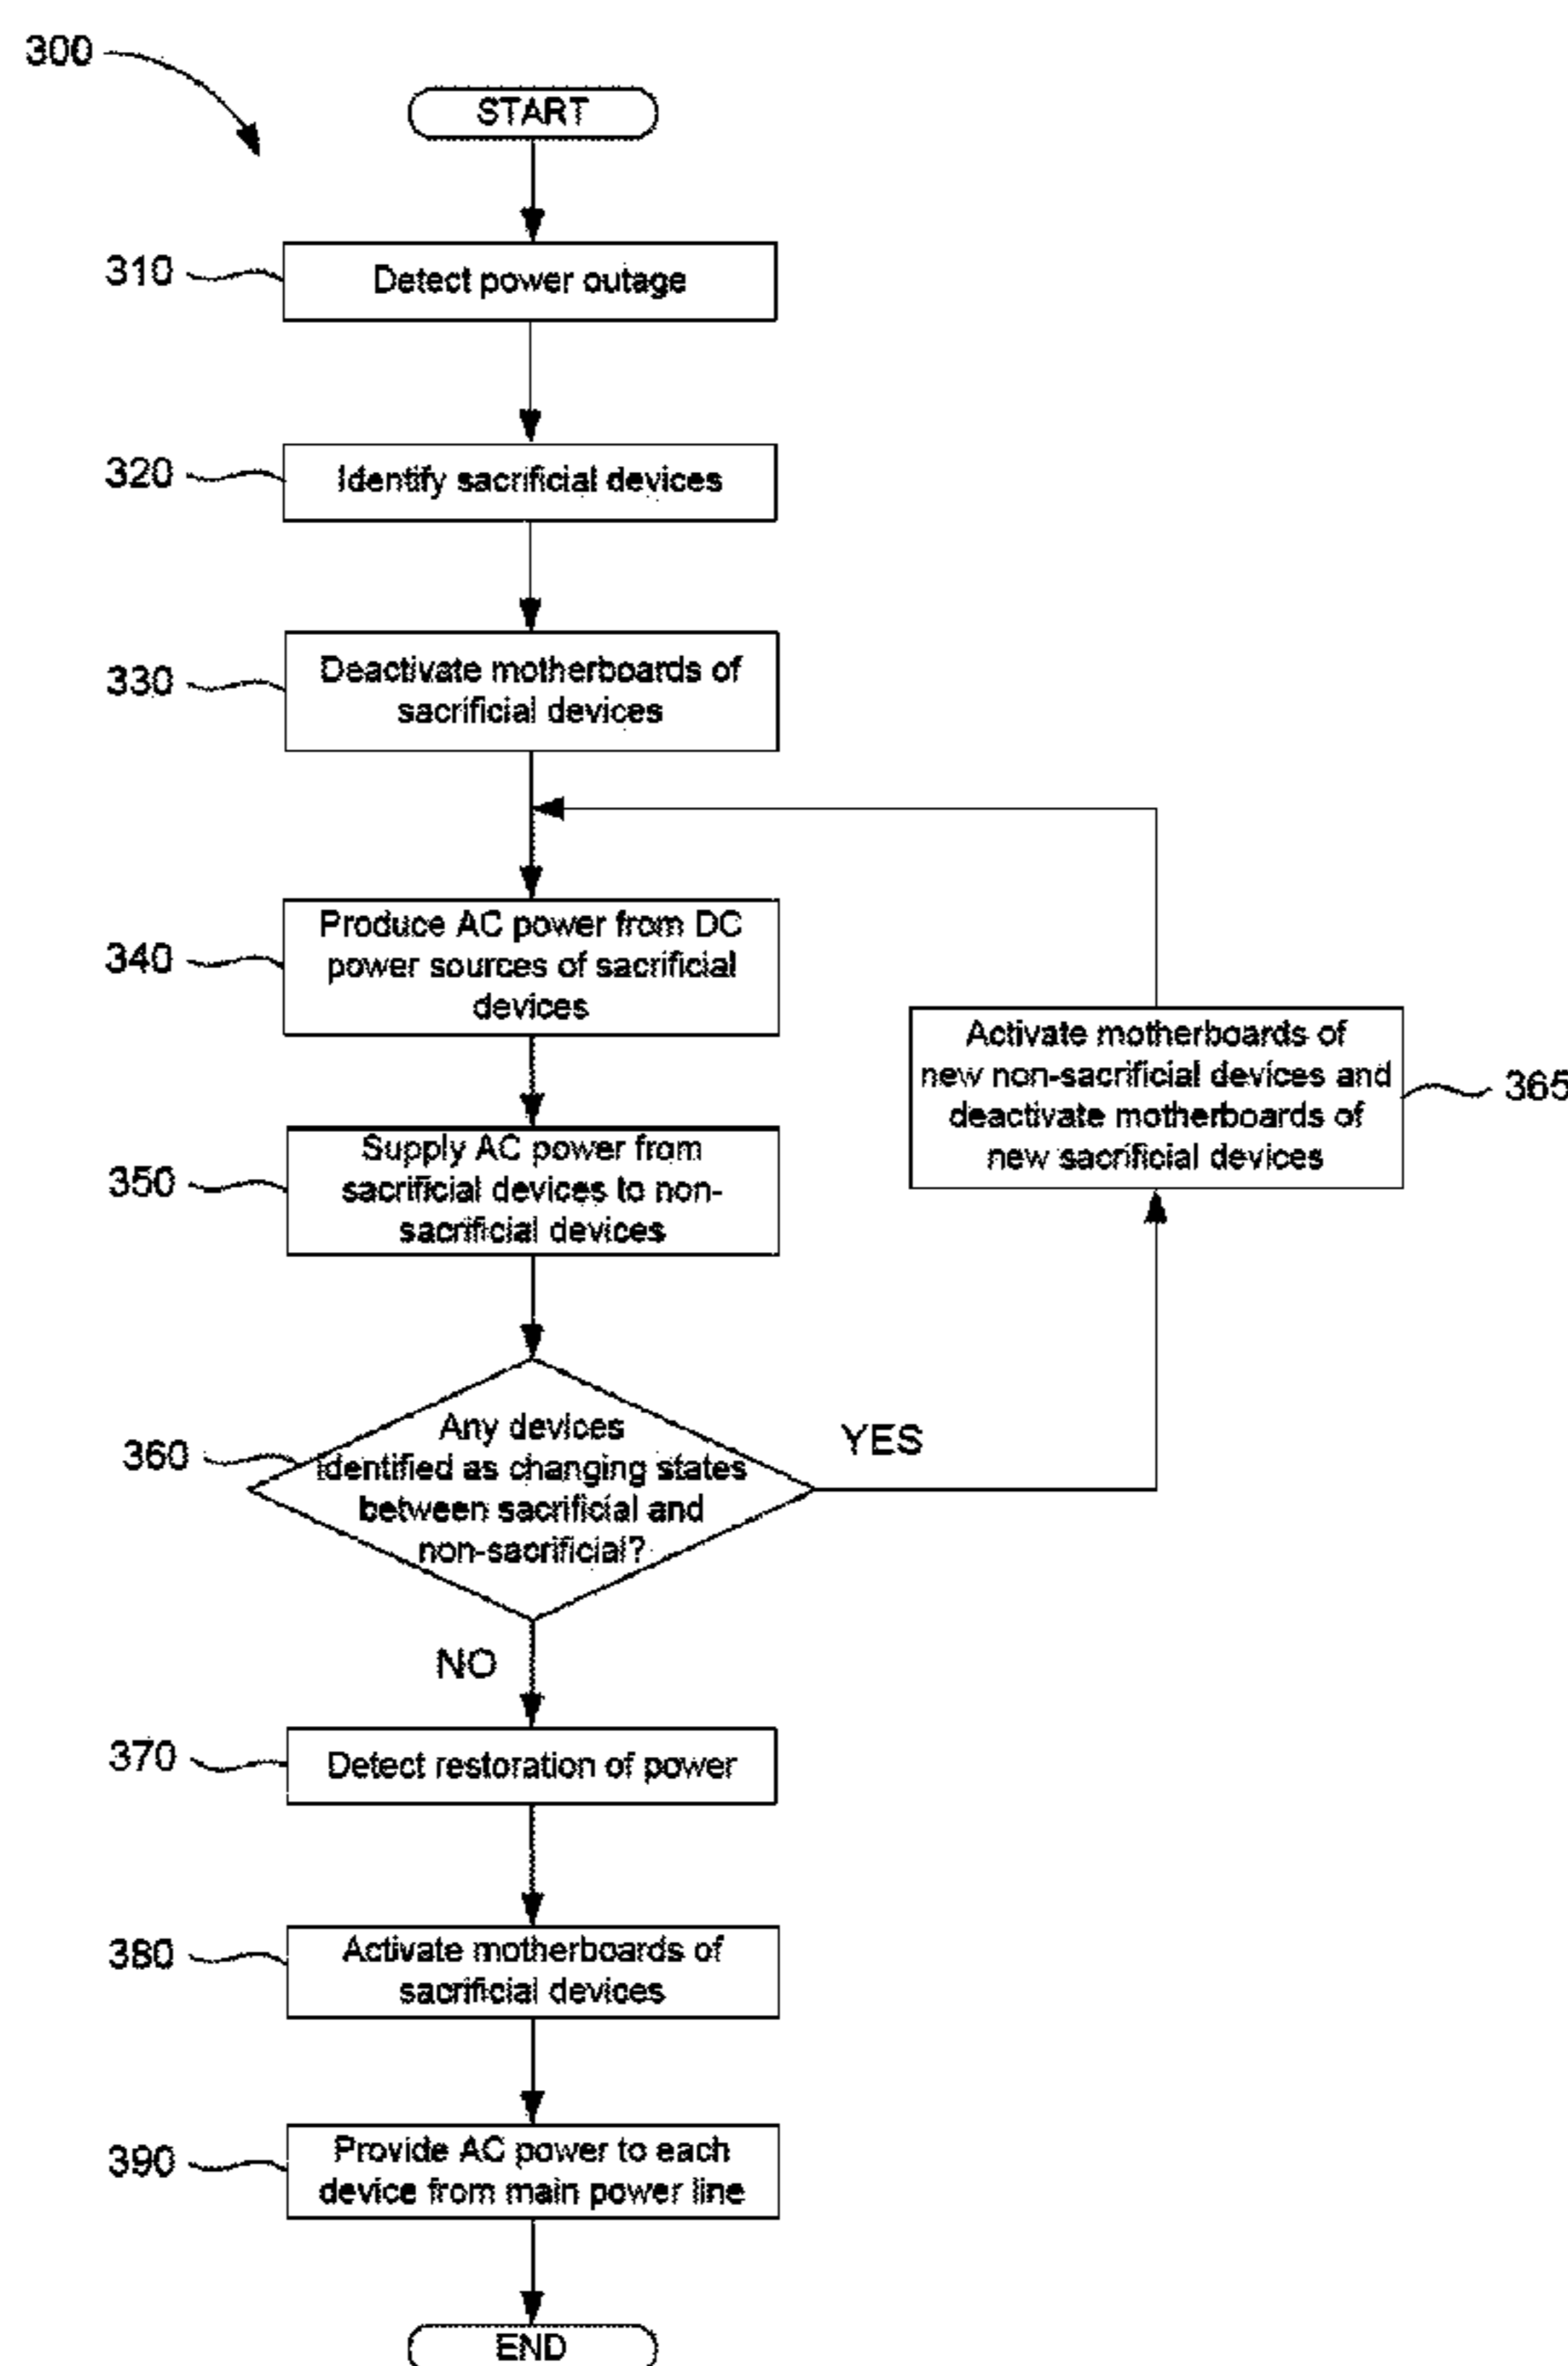 300
START
310
Detect power outage
320
Identify sacrificial devices
330
Deactivate motherboards of
sacrificial devices
340
Produce AC power from DC
power sources of sacrificial
devices
Activate motherboards of
new non-sacrificial devices and
deactivate motherboards of
new sacrificial devices
365
350
Supply AC power from
sacrificial devices to non-
sacrificial devices
360
Any devices
identified as changing states
between sacrificial and
non-sacrificial?
YES
NO
370
Detect restoration of power
380
Activate motherboards of
sacrificial devices
390
Provide AC power to each
device from main power line
END